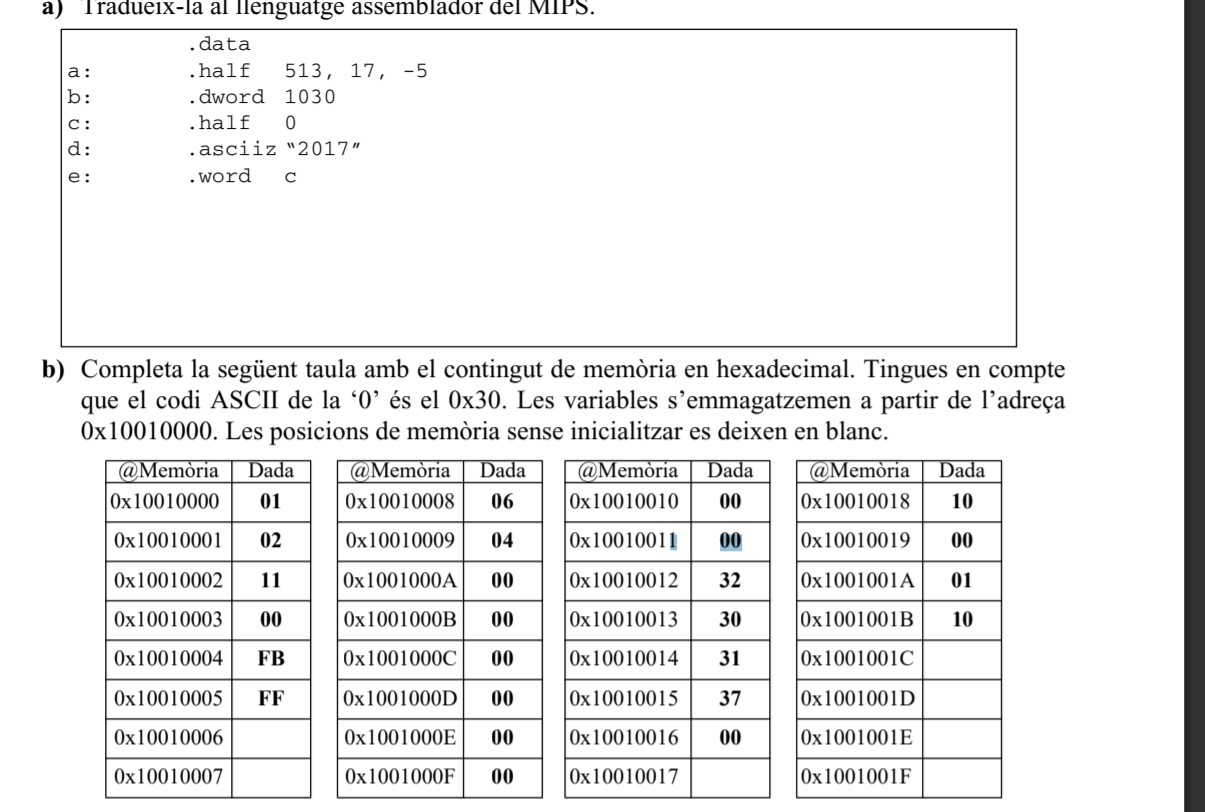 a) Tradueix-la al llenguatge assemblador del MIPS.
.data
a: .half 513, 17, -5
b: .dword 1030
c: .half 0
d: .asciiz "2017"
e: .word c
b) Completa la següent taula amb el contingut de memòria en hexadecimal. Tingues en compte
que el codi ASCII de la ‘0’ és el 0x30. Les variables s’emmagatzemen a partir de l’adreça
0x10010000. Les posicions de memòria sense inicialitzar es deixen en blanc.
@Memòria Dada @Memòria Dada @Memòria Dada @Memòria Dada
0x10010000 01 0x10010008 06 0x10010010 00 0x10010018 10
0x10010001 02 0x10010009 04 0x10010011 00 0x10010019 00
0x10010002 11 0x1001000A 00 0x10010012 32 0x1001001A 01
0x10010003 00 0x1001000B 00 0x10010013 30 0x1001001B 10
0x10010004 FB 0x1001000C 00 0x10010014 31 0x1001001C
0x10010005 FF 0x1001000D 00 0x10010015 37 0x1001001D
0x10010006 0x1001000E 00 0x10010016 00 0x1001001E
0x10010007 0x1001000F 00 0x10010017 0x1001001F